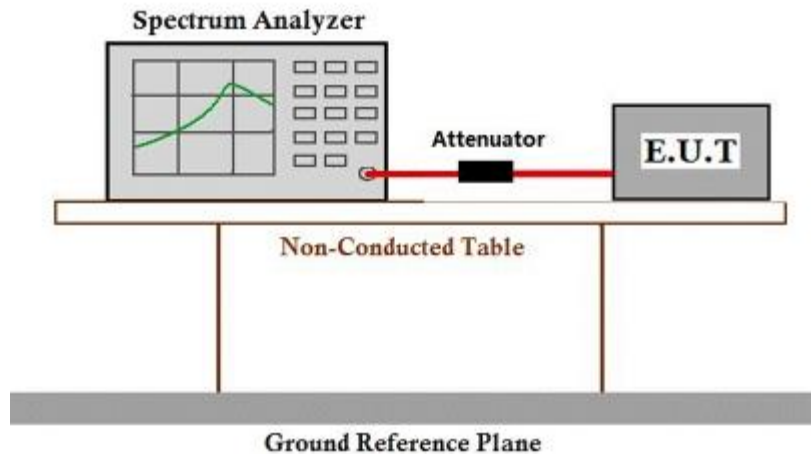 Spectrum Analyzer
Attenuator
E.U.T
Non-Conducted Table
Ground Reference Plane